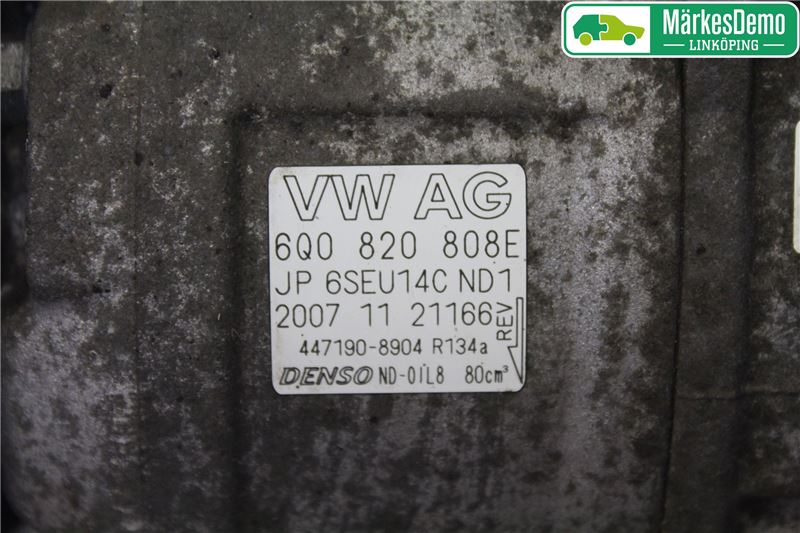 MärkesDemo
LINKÖPING
VW AG
6Q0 820 808E
JP 6SEU14C ND1
2007 11 21166
REV
447190-8904 R134a
DENSO ND-OIL8 80cm³